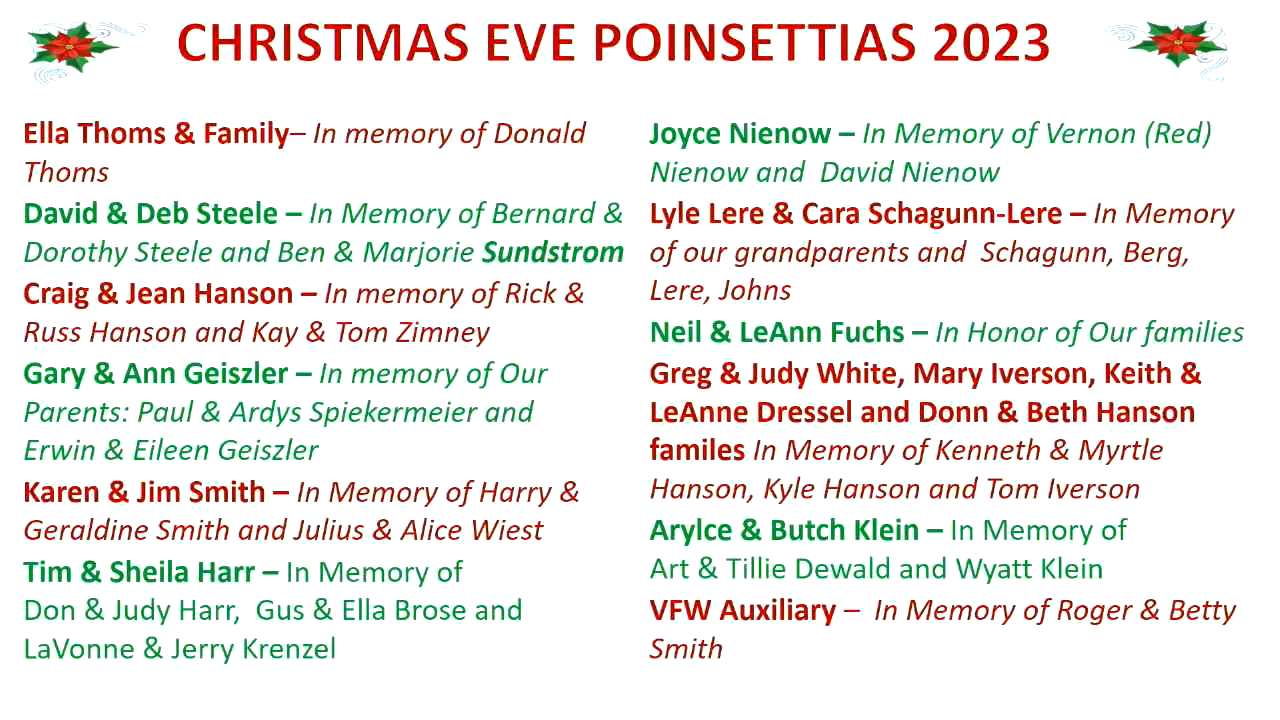 CHRISTMAS EVE POINSETTIAS 2023
Ella Thoms & Family– In memory of Donald
Thoms
David & Deb Steele – In Memory of Bernard &
Dorothy Steele and Ben & Marjorie Sundstrom
Craig & Jean Hanson – In memory of Rick &
Russ Hanson and Kay & Tom Zimney
Gary & Ann Geiszler – In memory of Our
Parents: Paul & Ardys Spiekermeier and
Erwin & Eileen Geiszler
Karen & Jim Smith – In Memory of Harry &
Geraldine Smith and Julius & Alice Wiest
Tim & Sheila Harr – In Memory of
Don & Judy Harr,  Gus & Ella Brose and
LaVonne & Jerry Krenzel
Joyce Nienow – In Memory of Vernon (Red)
Nienow and  David Nienow
Lyle Lere & Cara Schagunn-Lere – In Memory
of our grandparents and  Schagunn, Berg,
Lere, Johns
Neil & LeAnn Fuchs – In Honor of Our families
Greg & Judy White, Mary Iverson, Keith &
LeAnne Dressel and Donn & Beth Hanson
familes In Memory of Kenneth & Myrtle
Hanson, Kyle Hanson and Tom Iverson
Arylce & Butch Klein – In Memory of
Art & Tillie Dewald and Wyatt Klein
VFW Auxiliary –  In Memory of Roger & Betty
Smith